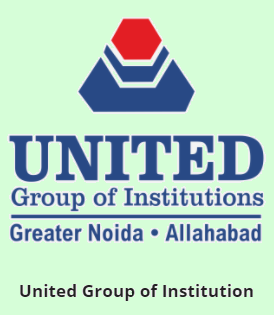 UNITED
Group of Institutions
Greater Noida • Allahabad
United Group of Institution